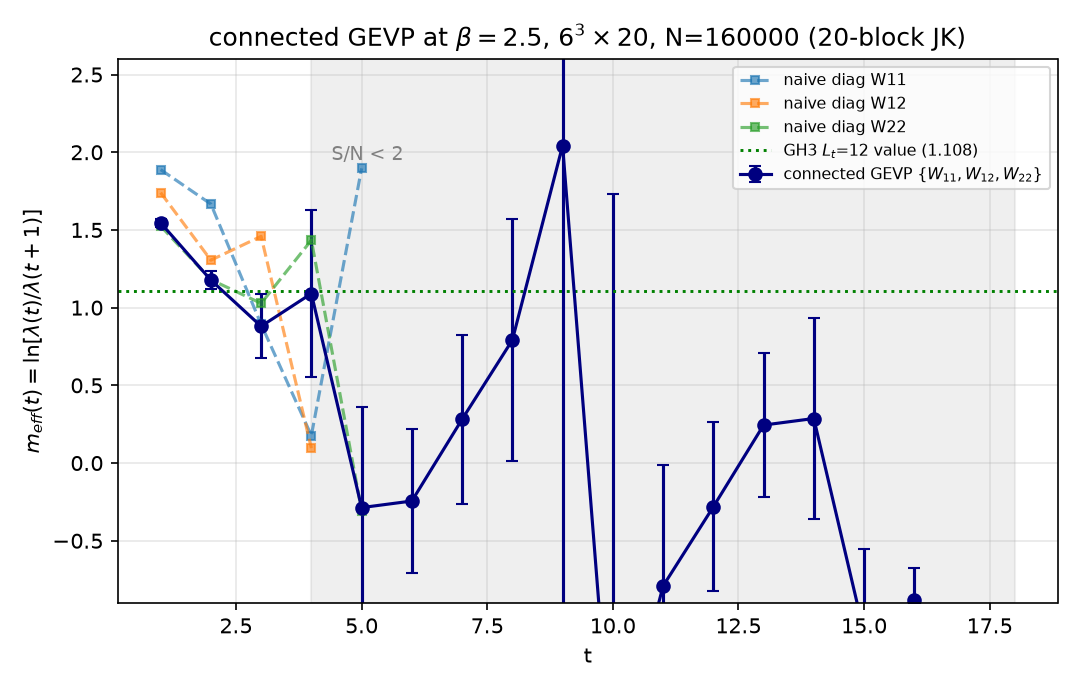 connected GEVP at β = 2.5, 6³ × 20, N=160000 (20-block JK)
naive diag W11
naive diag W12
naive diag W22
GH3 Lₜ=12 value (1.108)
connected GEVP {W₁₁, W₁₂, W₂₂}
S/N < 2
m_eff(t) = ln[λ(t)/λ(t + 1)]
2.5
2.0
1.5
1.0
0.5
0.0
−0.5
2.5
5.0
7.5
10.0
12.5
15.0
17.5
t